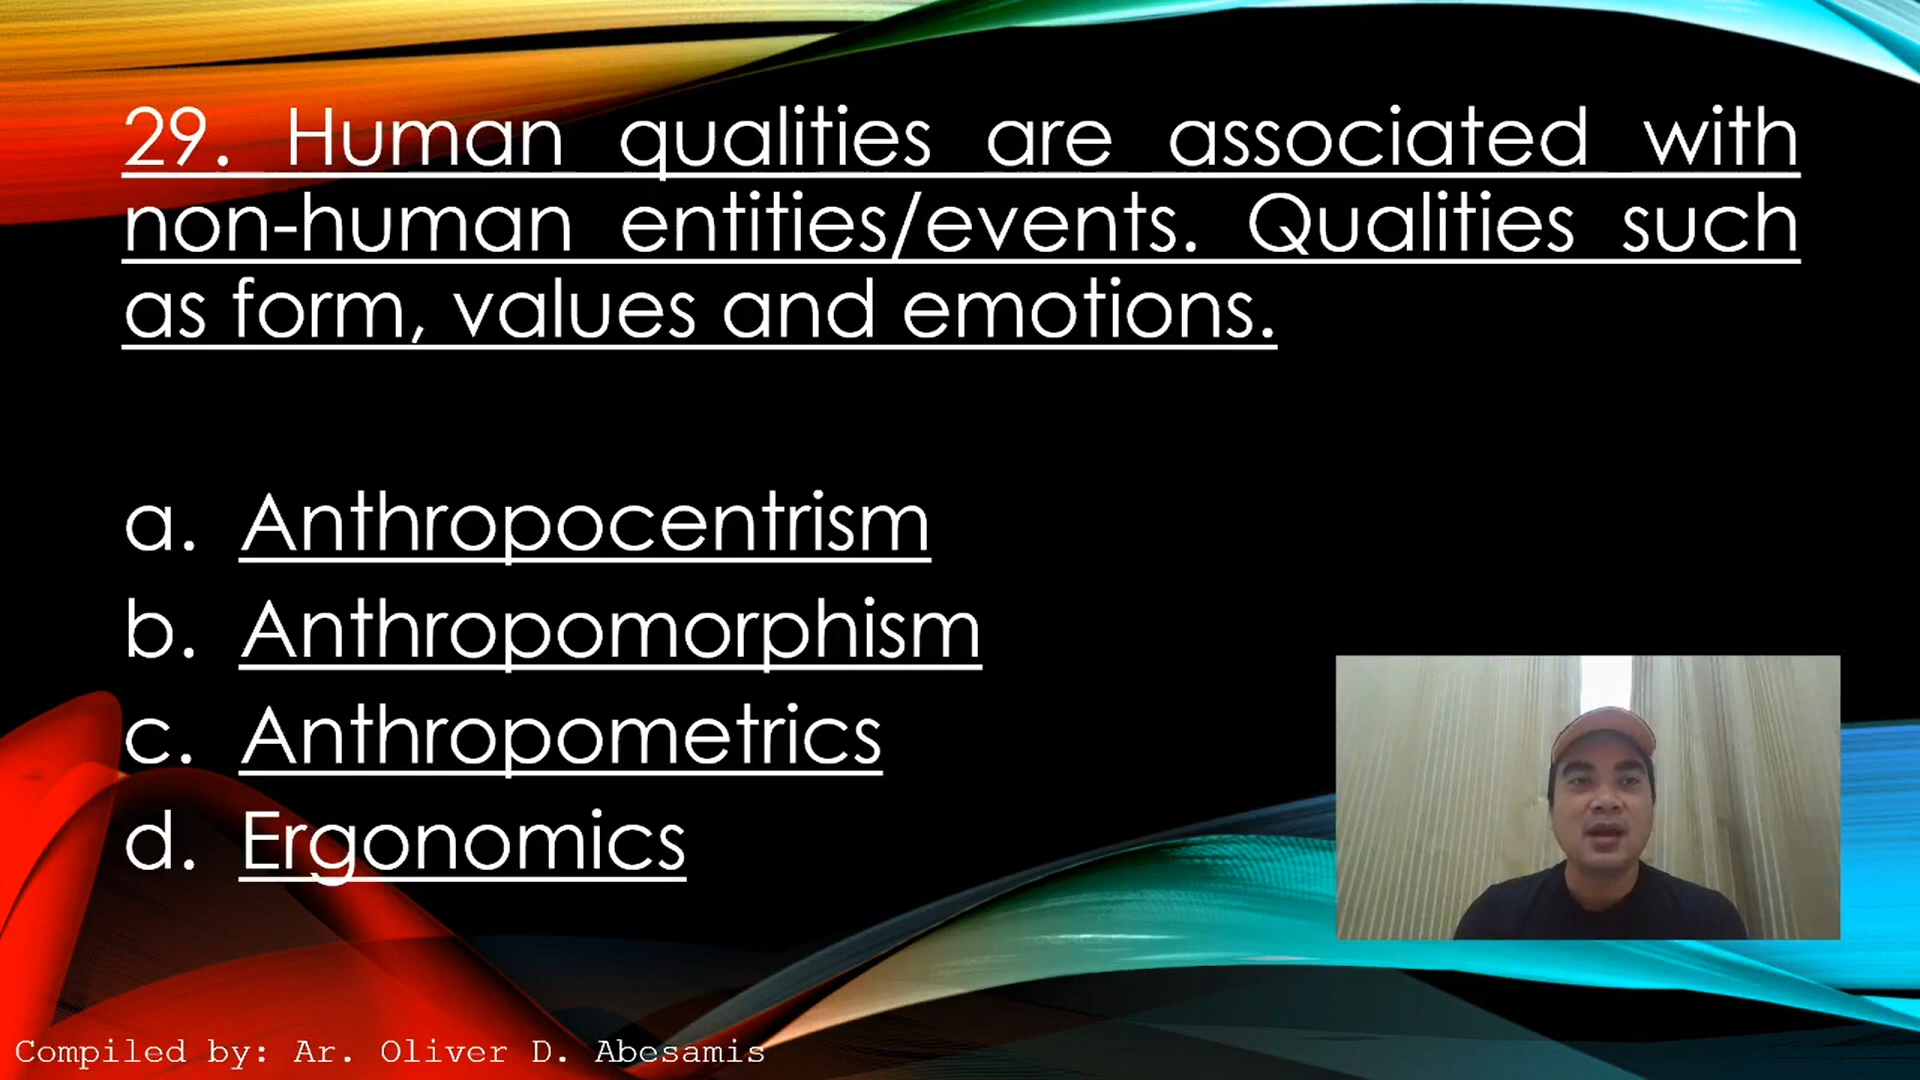 29. Human qualities are associated with
non-human entities/events. Qualities such
as form, values and emotions.
a. Anthropocentrism
b. Anthropomorphism
c. Anthropometrics
d. Ergonomics
Compiled by: Ar. Oliver D. Abesamis